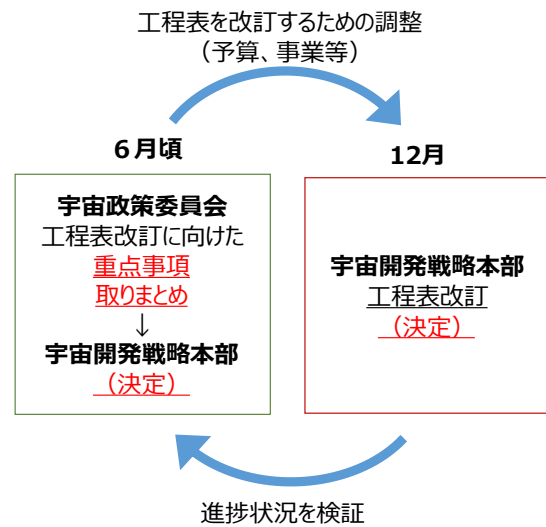 工程表を改訂するための調整
（予算、事業等）
６月頃
12月
宇宙政策委員会
工程表改訂に向けた
重点事項
取りまとめ
↓
宇宙開発戦略本部
（決定）
宇宙開発戦略本部
工程表改訂
（決定）
進捗状況を検証